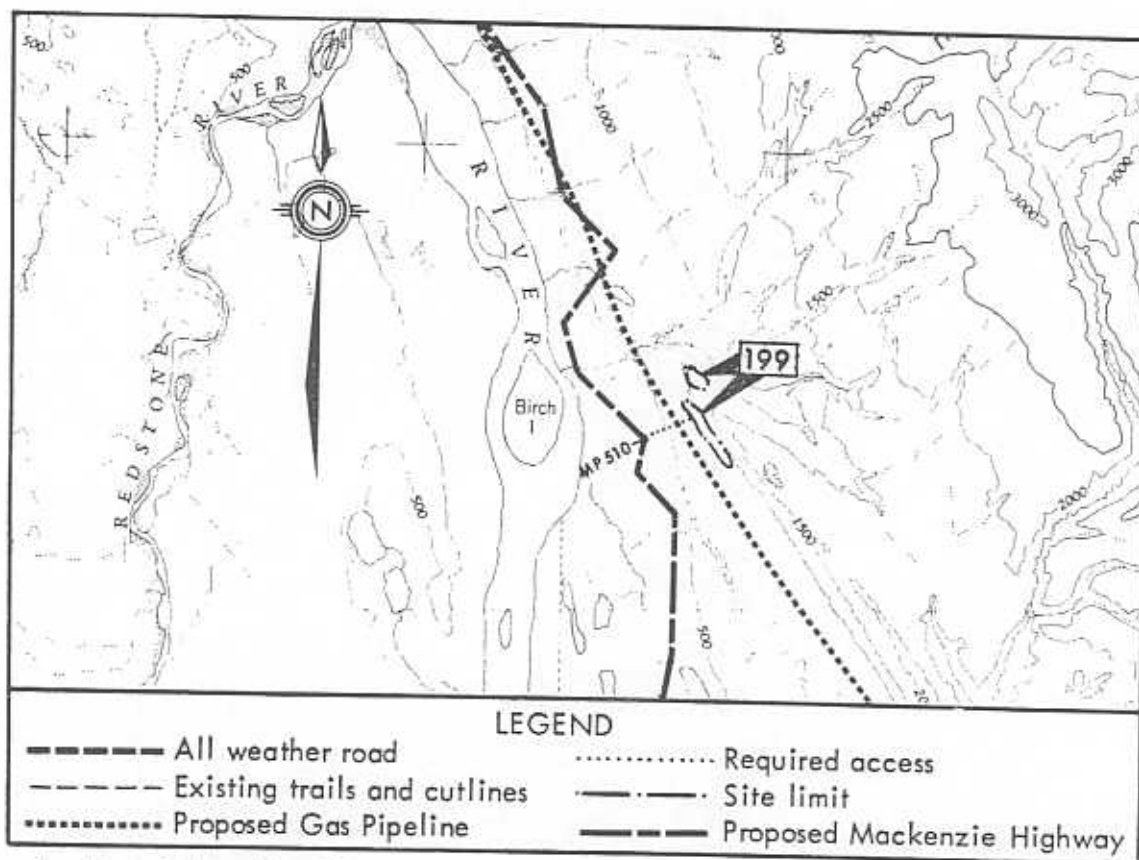 500
500
RIVER
RIVER
N
1000
2500
3000
3000
1500
REDSTONE
199
Birch
I
MP 510
500
1500
2000
500
LEGEND
All weather road
Existing trails and cutlines
Proposed Gas Pipeline
Required access
Site limit
Proposed Mackenzie Highway